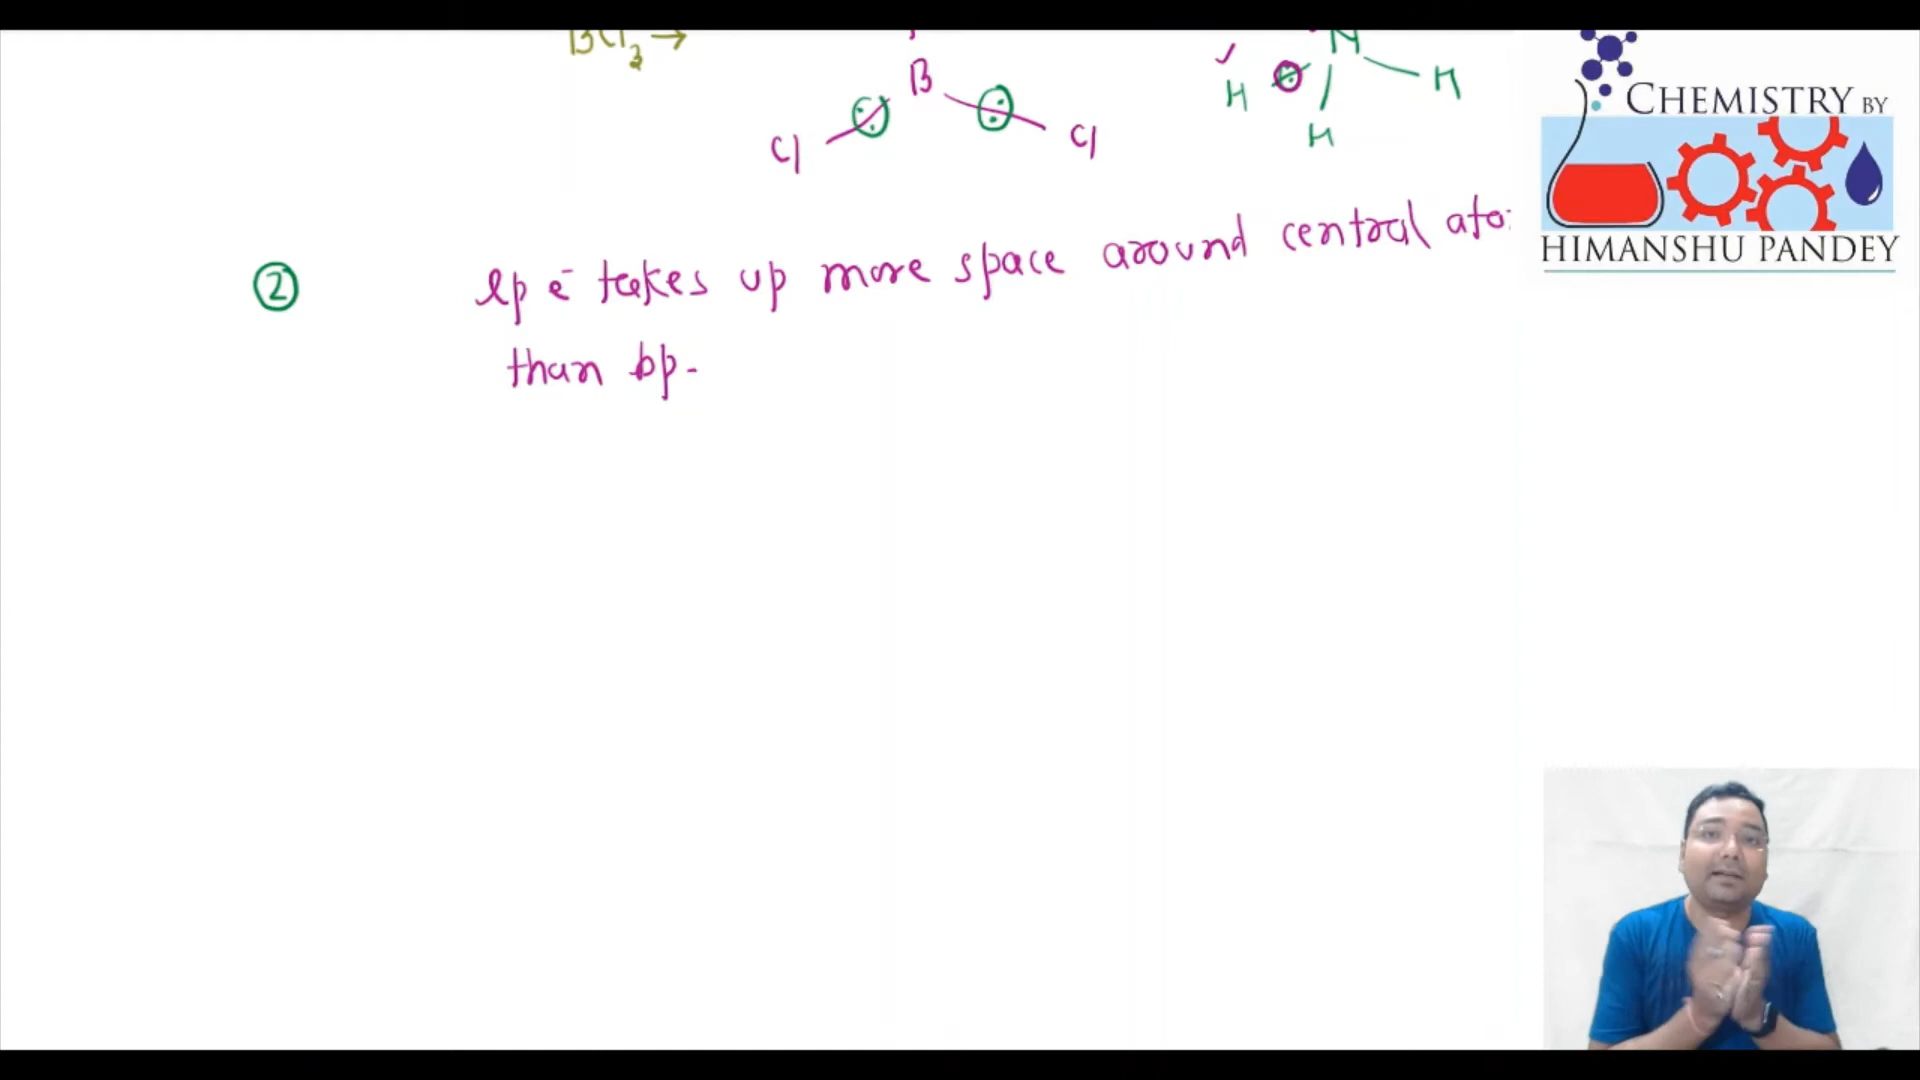 BCl3 →
B
Cl
Cl
N
H
H
H
CHEMISTRY BY
HIMANSHU PANDEY
② lp e- takes up more space around central ato
than bp.